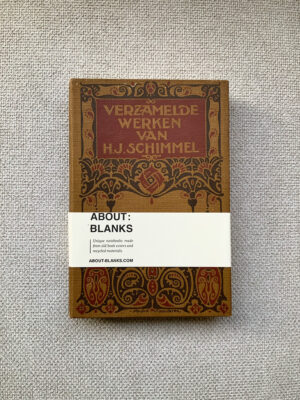 VERZAMELDE
WERKEN
VAN
H.J. SCHIMMEL
ABOUT:
BLANKS
Unique notebooks made
from old book covers and
recycled materials.
ABOUT-BLANKS.COM